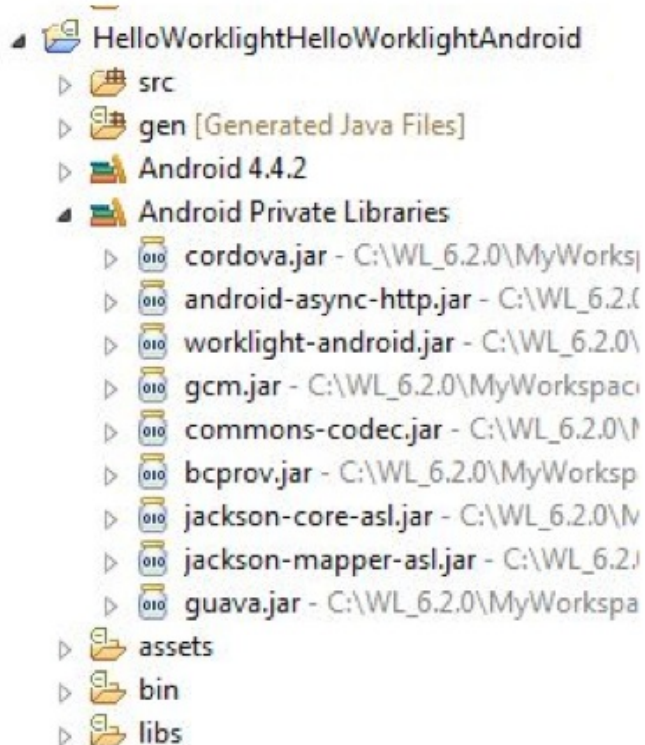 HelloWorklightHelloWorklightAndroid
src
gen [Generated Java Files]
Android 4.4.2
Android Private Libraries
cordova.jar - C:\WL_6.2.0\MyWorksp
android-async-http.jar - C:\WL_6.2.0
worklight-android.jar - C:\WL_6.2.0\
gcm.jar - C:\WL_6.2.0\MyWorkspac
commons-codec.jar - C:\WL_6.2.0\M
bcprov.jar - C:\WL_6.2.0\MyWorksp
jackson-core-asl.jar - C:\WL_6.2.0\M
jackson-mapper-asl.jar - C:\WL_6.2.
guava.jar - C:\WL_6.2.0\MyWorkspa
assets
bin
libs